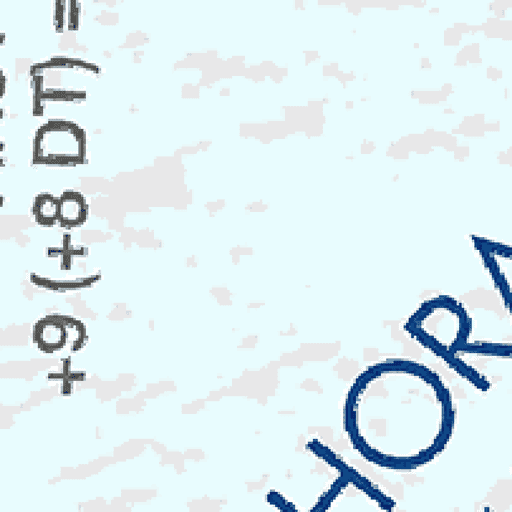 +9 (+8 DT) =
HORA